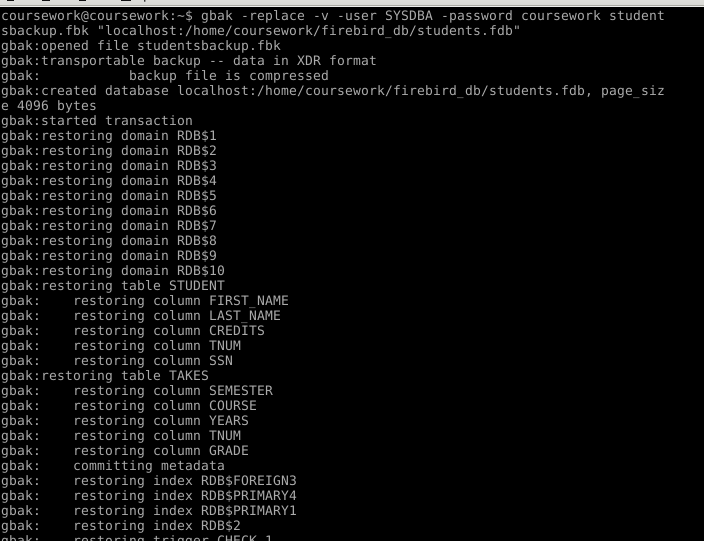 coursework@coursework:~$ gbak -replace -v -user SYSDBA -password coursework student
sbackup.fbk "localhost:/home/coursework/firebird_db/students.fdb"
gbak:opened file studentsbackup.fbk
gbak:transportable backup -- data in XDR format
gbak:           backup file is compressed
gbak:created database localhost:/home/coursework/firebird_db/students.fdb, page_siz
e 4096 bytes
gbak:started transaction
gbak:restoring domain RDB$1
gbak:restoring domain RDB$2
gbak:restoring domain RDB$3
gbak:restoring domain RDB$4
gbak:restoring domain RDB$5
gbak:restoring domain RDB$6
gbak:restoring domain RDB$7
gbak:restoring domain RDB$8
gbak:restoring domain RDB$9
gbak:restoring domain RDB$10
gbak:restoring table STUDENT
gbak:    restoring column FIRST_NAME
gbak:    restoring column LAST_NAME
gbak:    restoring column CREDITS
gbak:    restoring column TNUM
gbak:    restoring column SSN
gbak:restoring table TAKES
gbak:    restoring column SEMESTER
gbak:    restoring column COURSE
gbak:    restoring column YEARS
gbak:    restoring column TNUM
gbak:    restoring column GRADE
gbak:    committing metadata
gbak:    restoring index RDB$FOREIGN3
gbak:    restoring index RDB$PRIMARY4
gbak:    restoring index RDB$PRIMARY1
gbak:    restoring index RDB$2
gbak:    restoring trigger CHECK_1